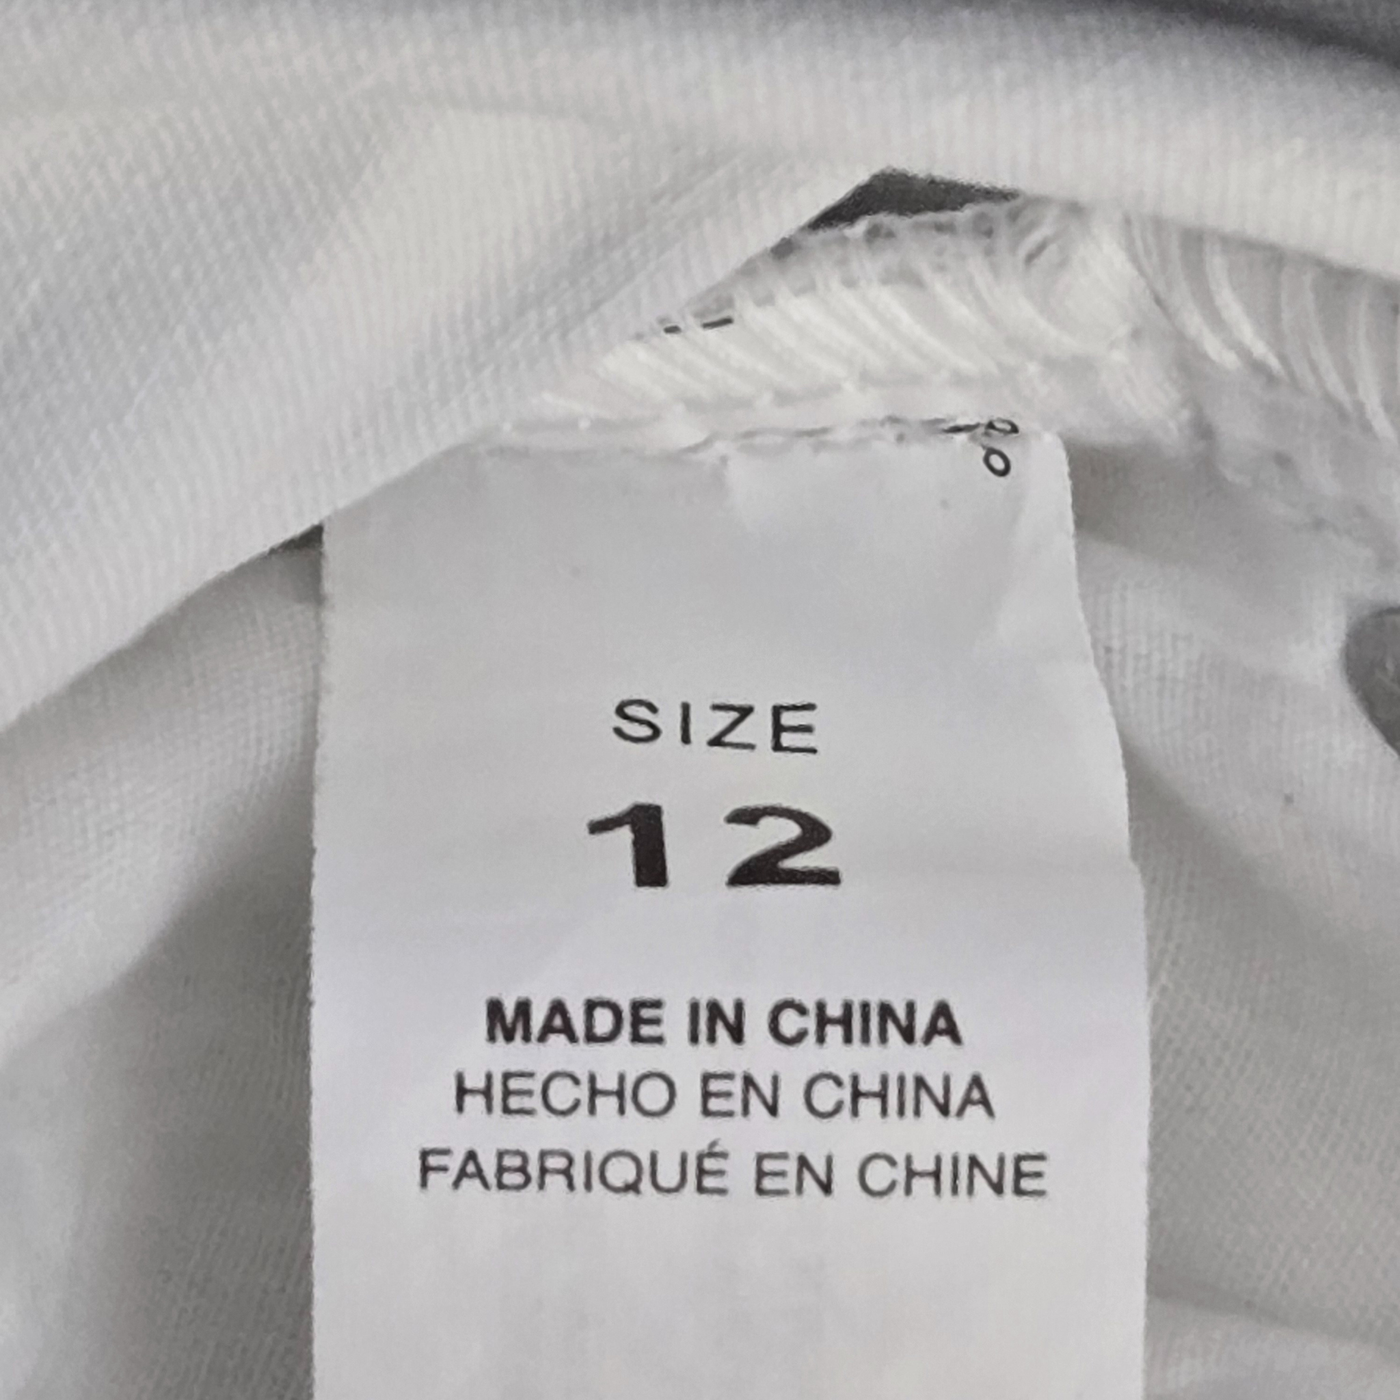 SIZE
12
MADE IN CHINA
HECHO EN CHINA
FABRIQUÉ EN CHINE